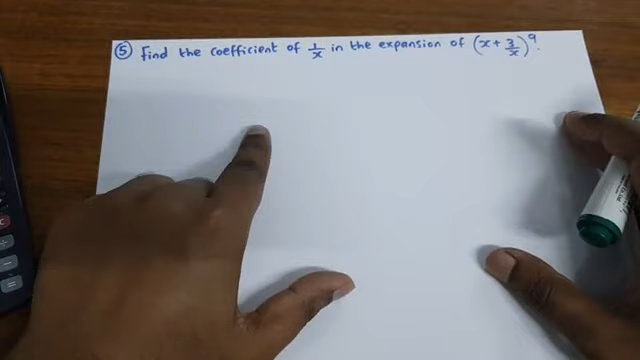 ⑤ Find the coefficient of 1/x in the expansion of (x + 3/x)⁹.